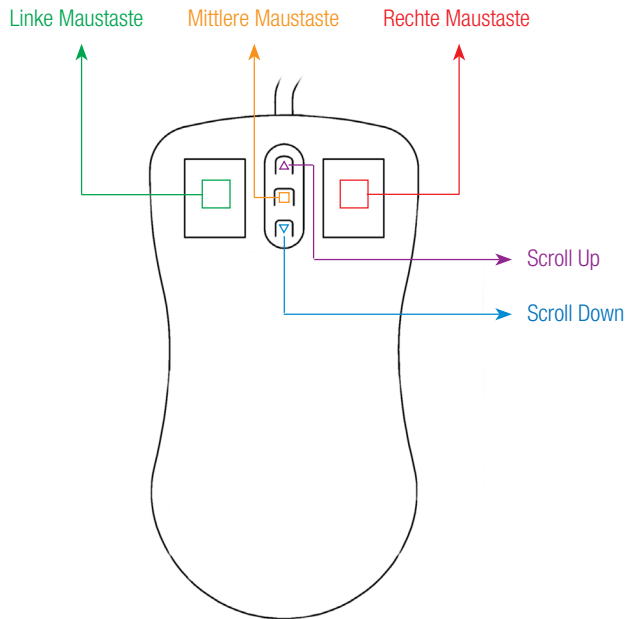 Linke Maustaste
Mittlere Maustaste
Rechte Maustaste
Scroll Up
Scroll Down